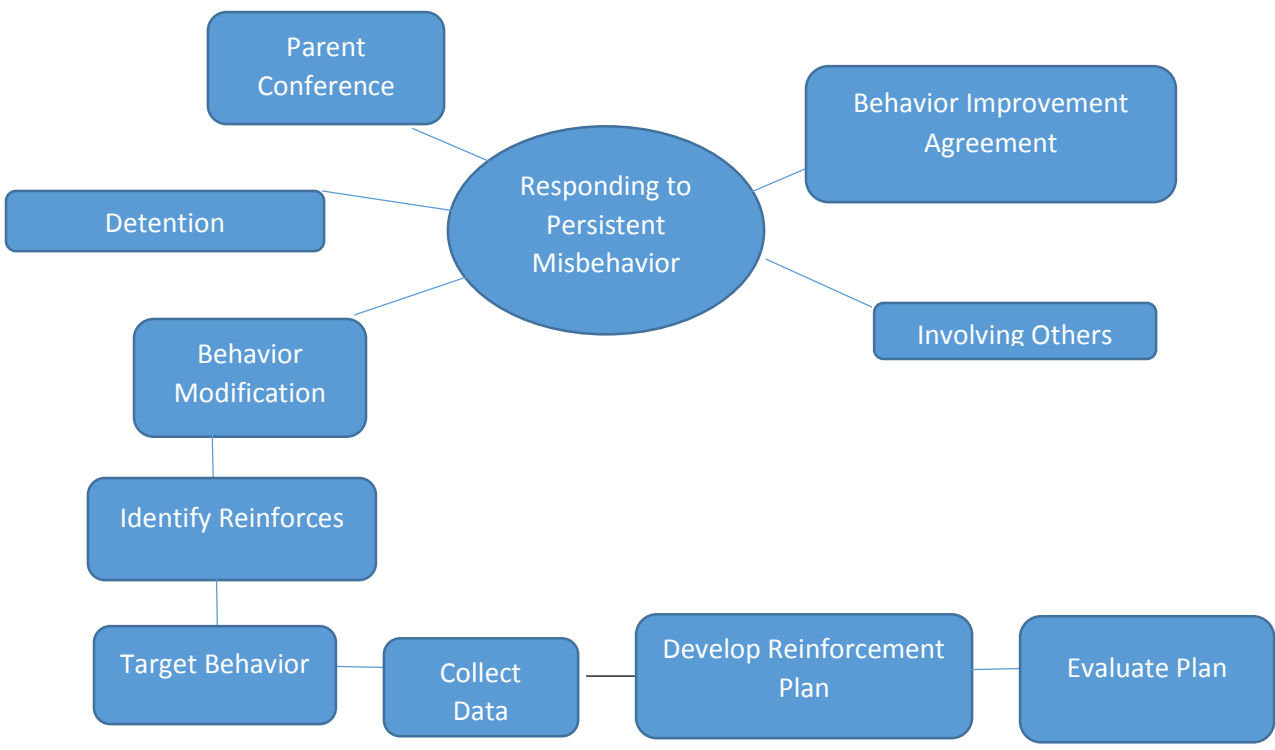 Parent
Conference
Behavior Improvement
Agreement
Responding to
Persistent
Misbehavior
Detention
Involving Others
Behavior
Modification
Identify Reinforces
Target Behavior
Collect
Data
Develop Reinforcement
Plan
Evaluate Plan